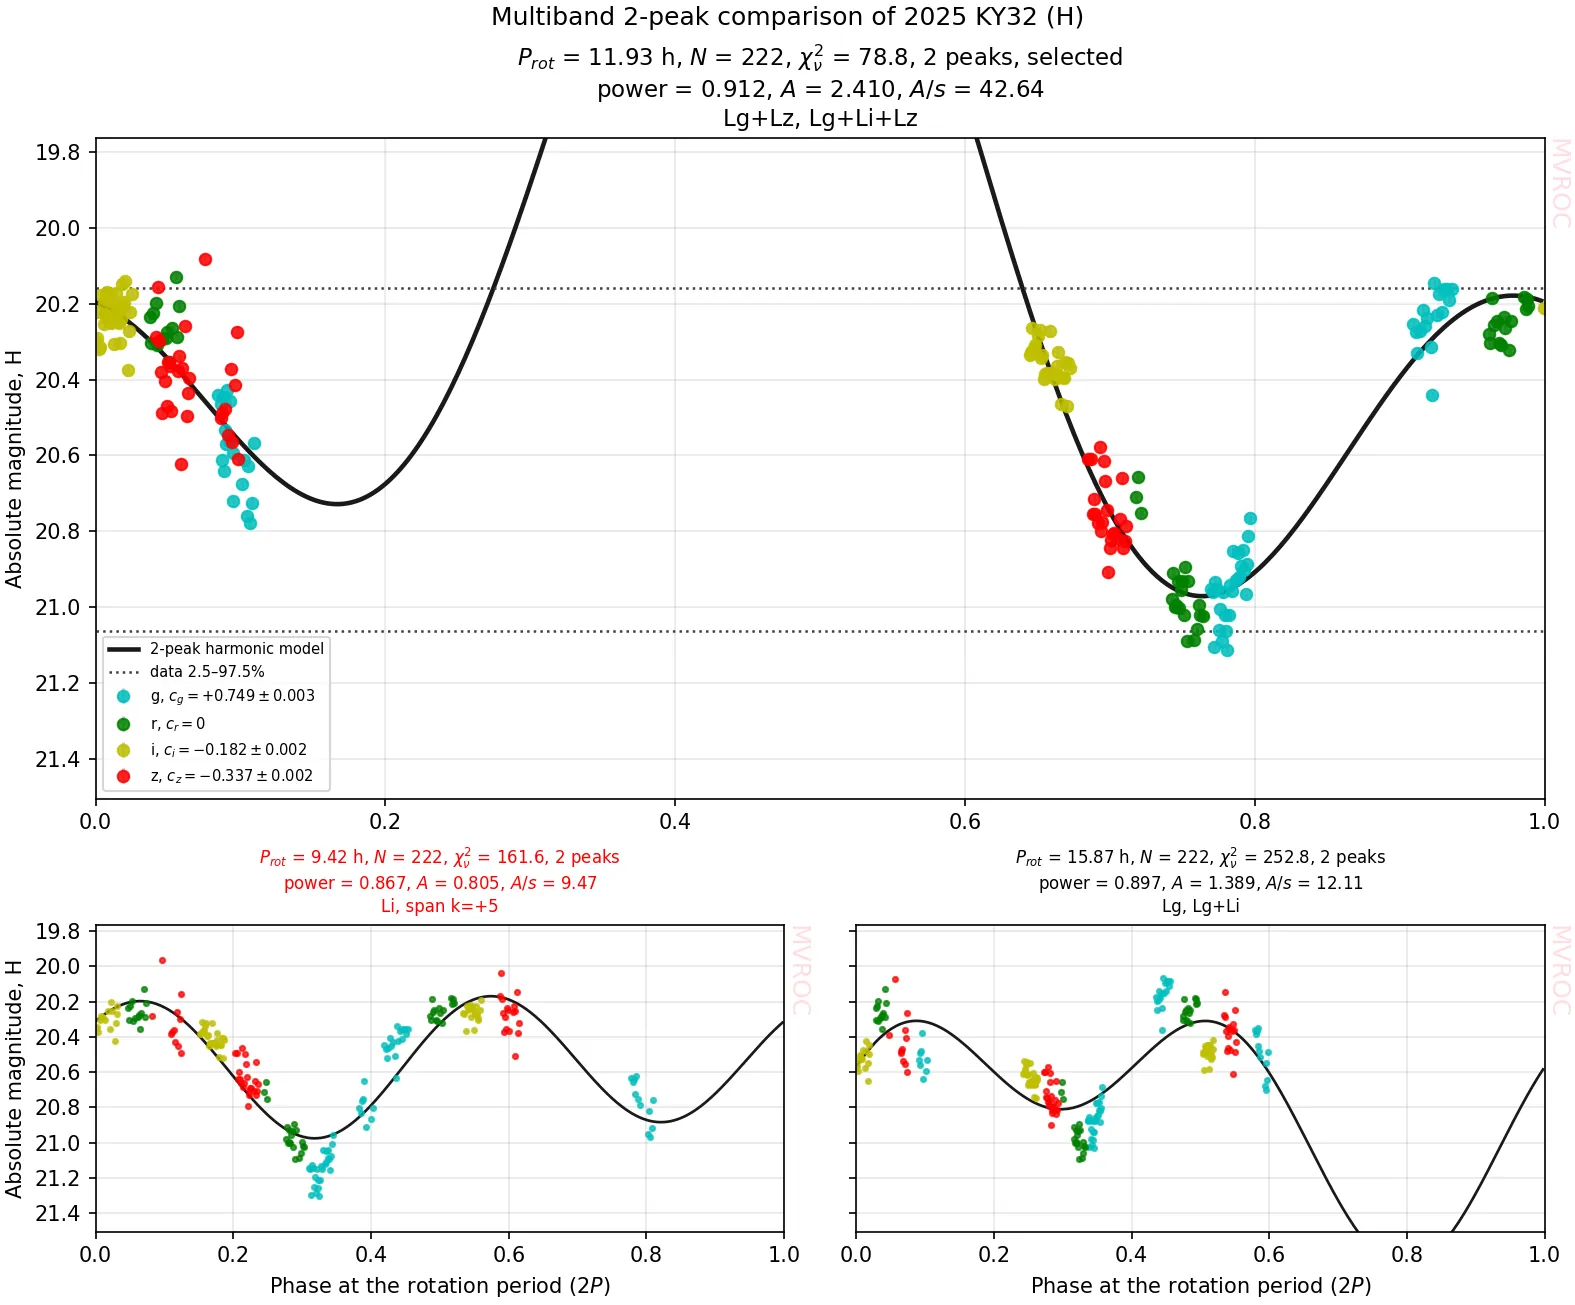 Multiband 2-peak comparison of 2025 KY32 (H)
P_rot = 11.93 h, N = 222, χ²_ν = 78.8, 2 peaks, selected
power = 0.912, A = 2.410, A/s = 42.64
Lg+Lz, Lg+Li+Lz
MVROC
Absolute magnitude, H
19.8
20.0
20.2
20.4
20.6
20.8
21.0
21.2
21.4
2-peak harmonic model
data 2.5–97.5%
g, c_g = +0.749 ± 0.003
r, c_r = 0
i, c_i = −0.182 ± 0.002
z, c_z = −0.337 ± 0.002
0.0 0.2 0.4 0.6 0.8 1.0
P_rot = 9.42 h, N = 222, χ²_ν = 161.6, 2 peaks
power = 0.867, A = 0.805, A/s = 9.47
Li, span k=+5
MVROC
Absolute magnitude, H
19.8
20.0
20.2
20.4
20.6
20.8
21.0
21.2
21.4
0.0 0.2 0.4 0.6 0.8 1.0
Phase at the rotation period (2P)
P_rot = 15.87 h, N = 222, χ²_ν = 252.8, 2 peaks
power = 0.897, A = 1.389, A/s = 12.11
Lg, Lg+Li
MVROC
0.0 0.2 0.4 0.6 0.8 1.0
Phase at the rotation period (2P)